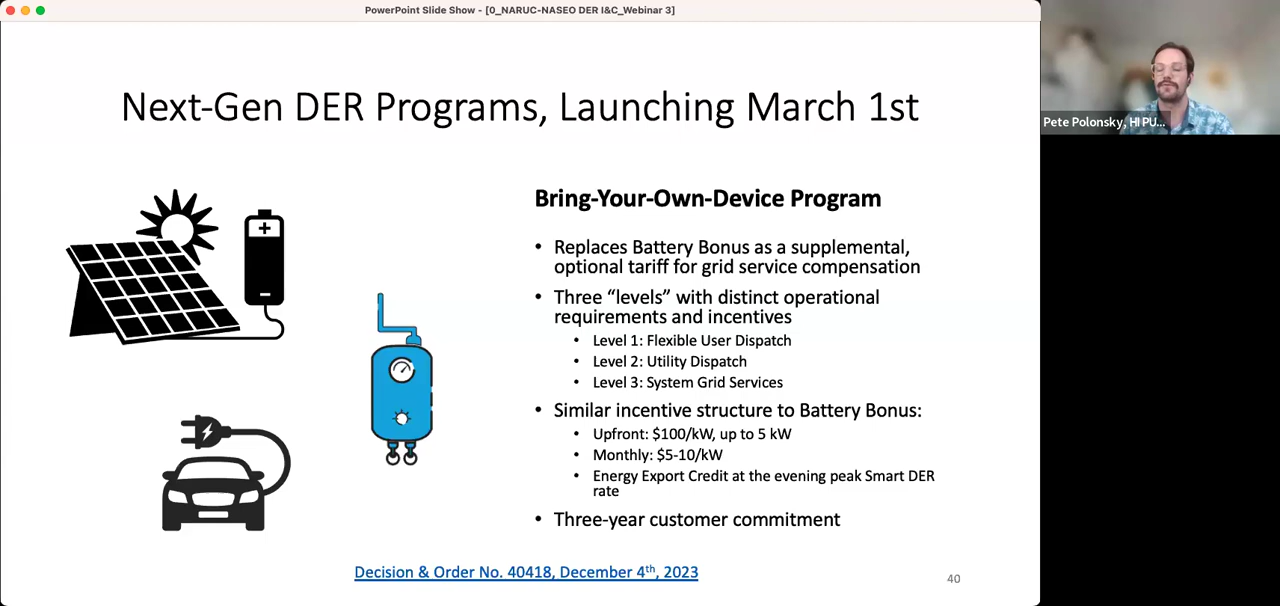 PowerPoint Slide Show - [0_NARUC-NASEO DER I&C_Webinar 3]
Next-Gen DER Programs, Launching March 1st
Pete Polonsky, HI PU...
Bring-Your-Own-Device Program
• Replaces Battery Bonus as a supplemental,
optional tariff for grid service compensation
• Three “levels” with distinct operational
requirements and incentives
• Level 1: Flexible User Dispatch
• Level 2: Utility Dispatch
• Level 3: System Grid Services
• Similar incentive structure to Battery Bonus:
• Upfront: $100/kW, up to 5 kW
• Monthly: $5-10/kW
• Energy Export Credit at the evening peak Smart DER
rate
• Three-year customer commitment
Decision & Order No. 40418, December 4th, 2023
40